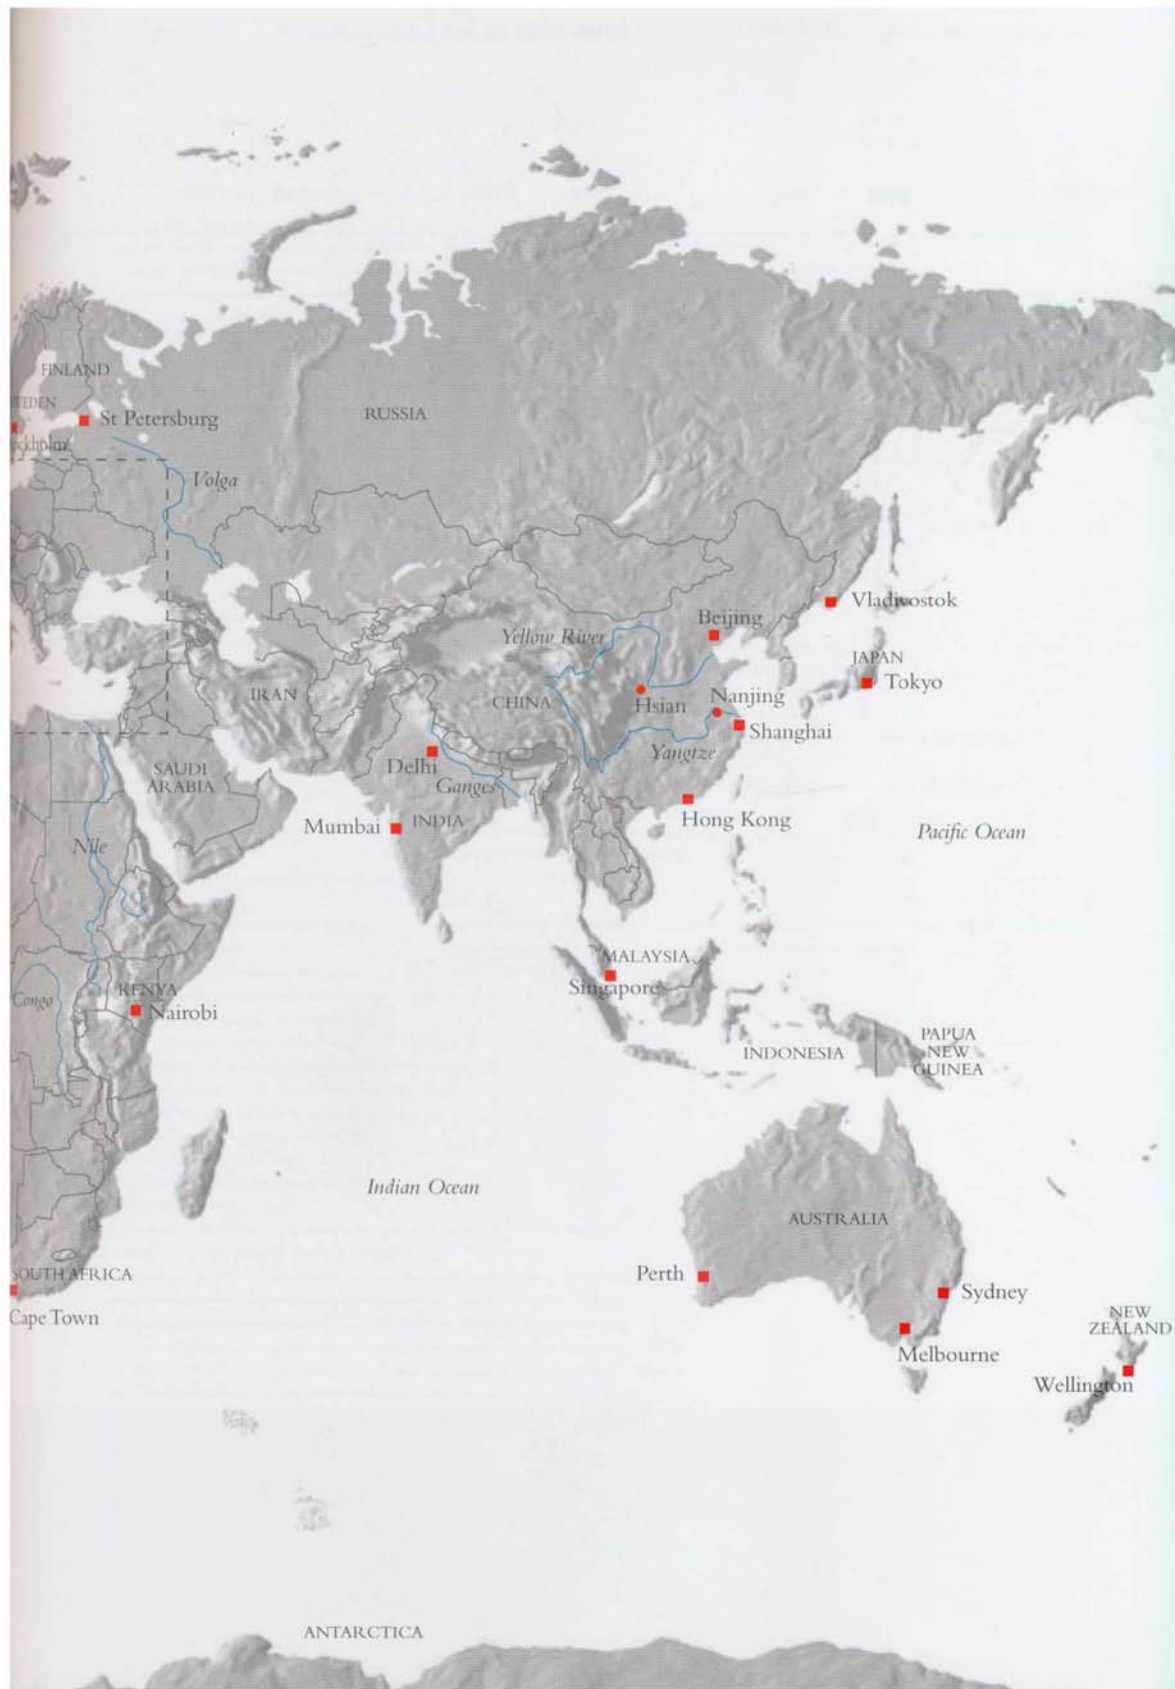 FINLAND
St Petersburg
RUSSIA
Volga
Vladivostok
Beijing
Yellow River
JAPAN
Tokyo
IRAN
CHINA
Hsian
Nanjing
Shanghai
Yangtze
SAUDI
ARABIA
Delhi
Ganges
Mumbai
INDIA
Hong Kong
Pacific Ocean
Nile
MALAYSIA
Singapore
Congo
KENYA
Nairobi
INDONESIA
PAPUA
NEW
GUINEA
Indian Ocean
AUSTRALIA
SOUTH AFRICA
Cape Town
Perth
Sydney
Melbourne
NEW
ZEALAND
Wellington
ANTARCTICA